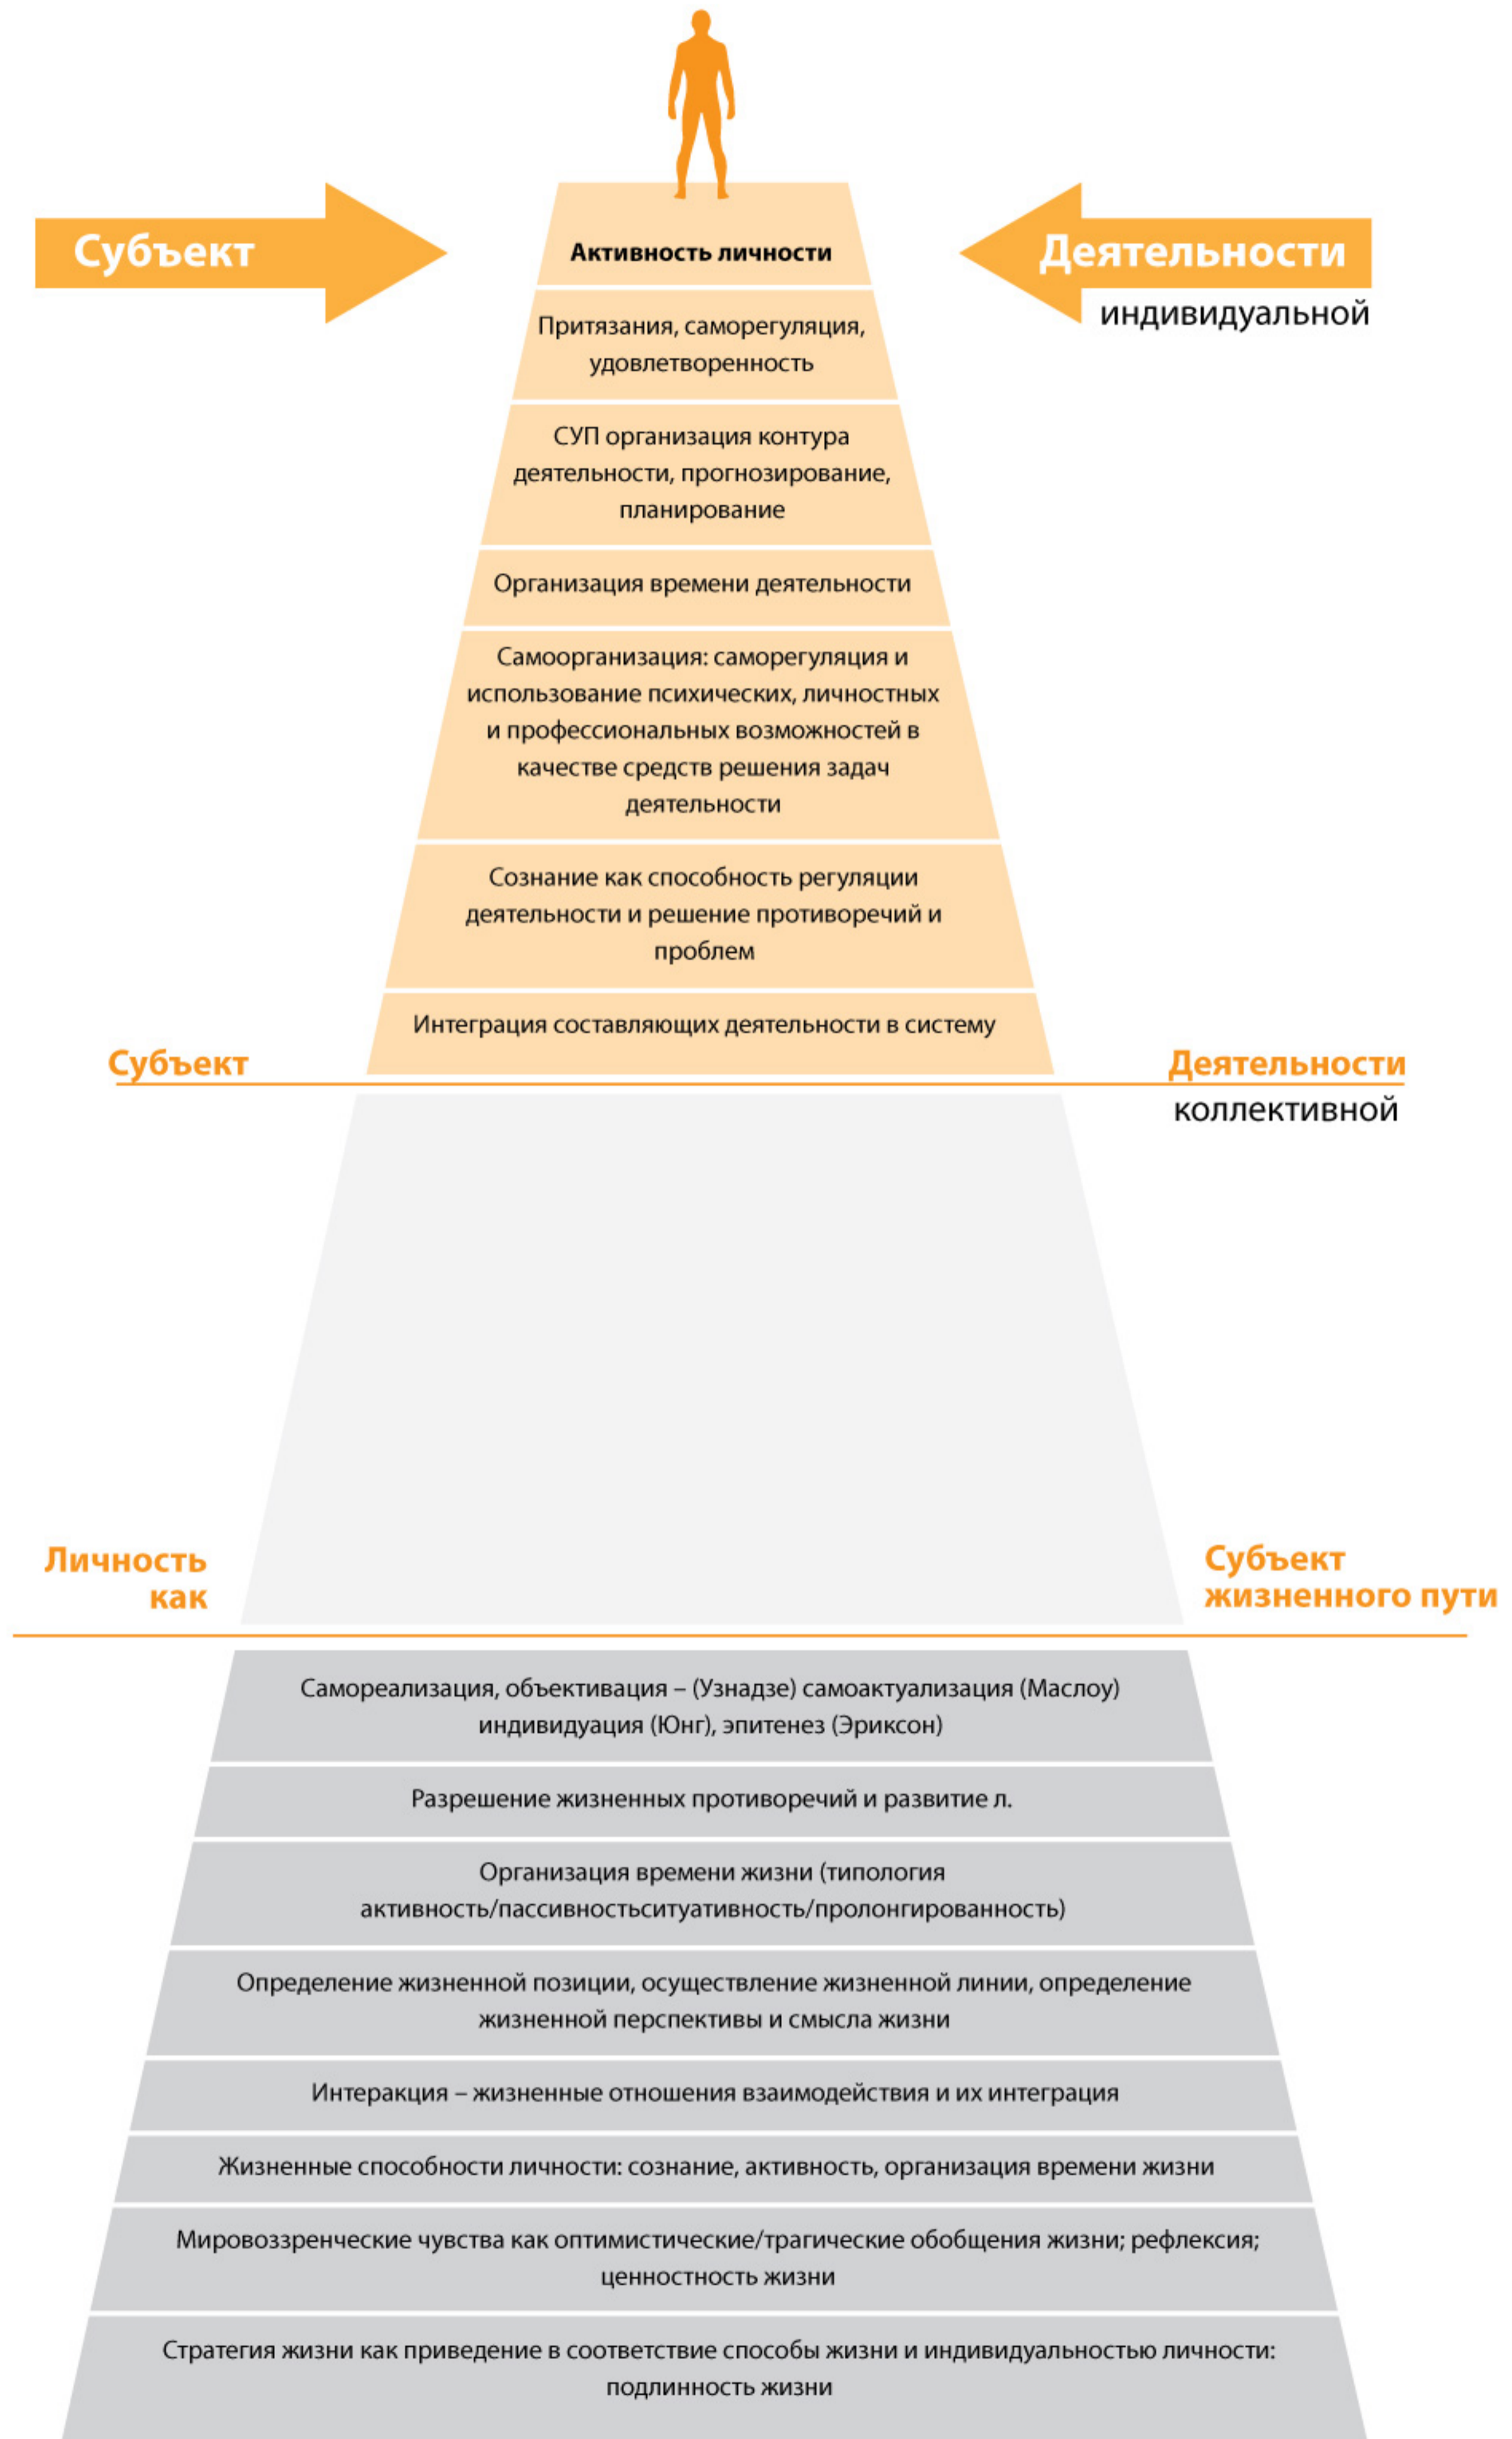 Субъект
Деятельности
индивидуальной
Активность личности
Притязания, саморегуляция,
удовлетворенность
СУП организация контура
деятельности, прогнозирование,
планирование
Организация времени деятельности
Самоорганизация: саморегуляция и
использование психических, личностных
и профессиональных возможностей в
качестве средств решения задач
деятельности
Сознание как способность регуляции
деятельности и решение противоречий и
проблем
Интеграция составляющих деятельности в систему
Субъект
Деятельности
коллективной
Личность
как
Субъект
жизненного пути
Самореализация, объективация – (Узнадзе) самоактуализация (Маслоу)
индивидуация (Юнг), эпитенез (Эриксон)
Разрешение жизненных противоречий и развитие л.
Организация времени жизни (типология
активность/пассивностьситуативность/пролонгированность)
Определение жизненной позиции, осуществление жизненной линии, определение
жизненной перспективы и смысла жизни
Интеракция – жизненные отношения взаимодействия и их интеграция
Жизненные способности личности: сознание, активность, организация времени жизни
Мировоззренческие чувства как оптимистические/трагические обобщения жизни; рефлексия;
ценностность жизни
Стратегия жизни как приведение в соответствие способы жизни и индивидуальностью личности:
подлинность жизни